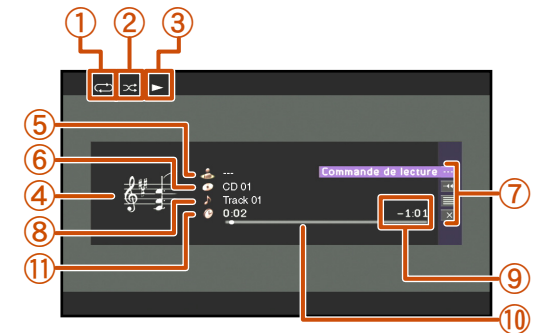 ① ② ③
⑤ --- Commande de lecture ...
⑥ CD 01 ⑦
④
⑧ Track 01
⑪ 0:02 −1:01
⑨
⑩